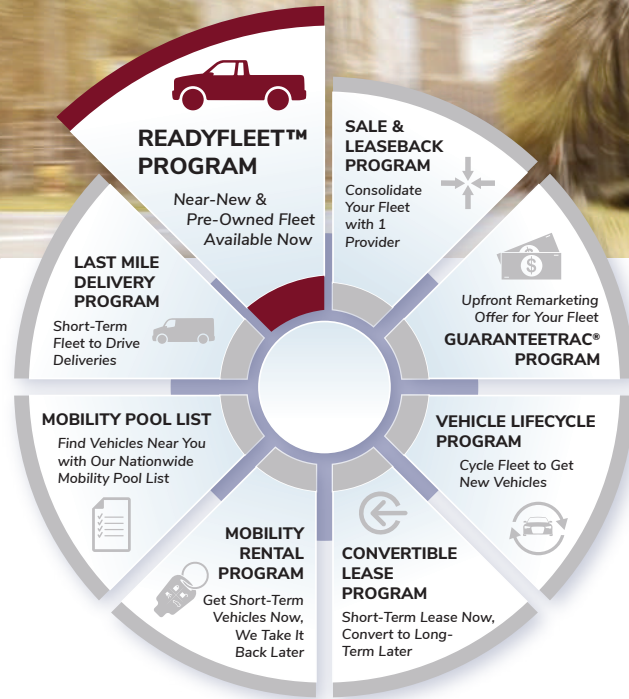 READYFLEET™
PROGRAM
Near-New &
Pre-Owned Fleet
Available Now
SALE &
LEASEBACK
PROGRAM
Consolidate
Your Fleet
with 1
Provider
$
Upfront Remarketing
Offer for Your Fleet
GUARANTEETRAC®
PROGRAM
VEHICLE LIFECYCLE
PROGRAM
Cycle Fleet to Get
New Vehicles
CONVERTIBLE
LEASE
PROGRAM
Short-Term Lease Now,
Convert to Long-
Term Later
MOBILITY
RENTAL
PROGRAM
Get Short-Term
Vehicles Now,
We Take It
Back Later
MOBILITY POOL LIST
Find Vehicles Near You
with Our Nationwide
Mobility Pool List
LAST MILE
DELIVERY
PROGRAM
Short-Term
Fleet to Drive
Deliveries